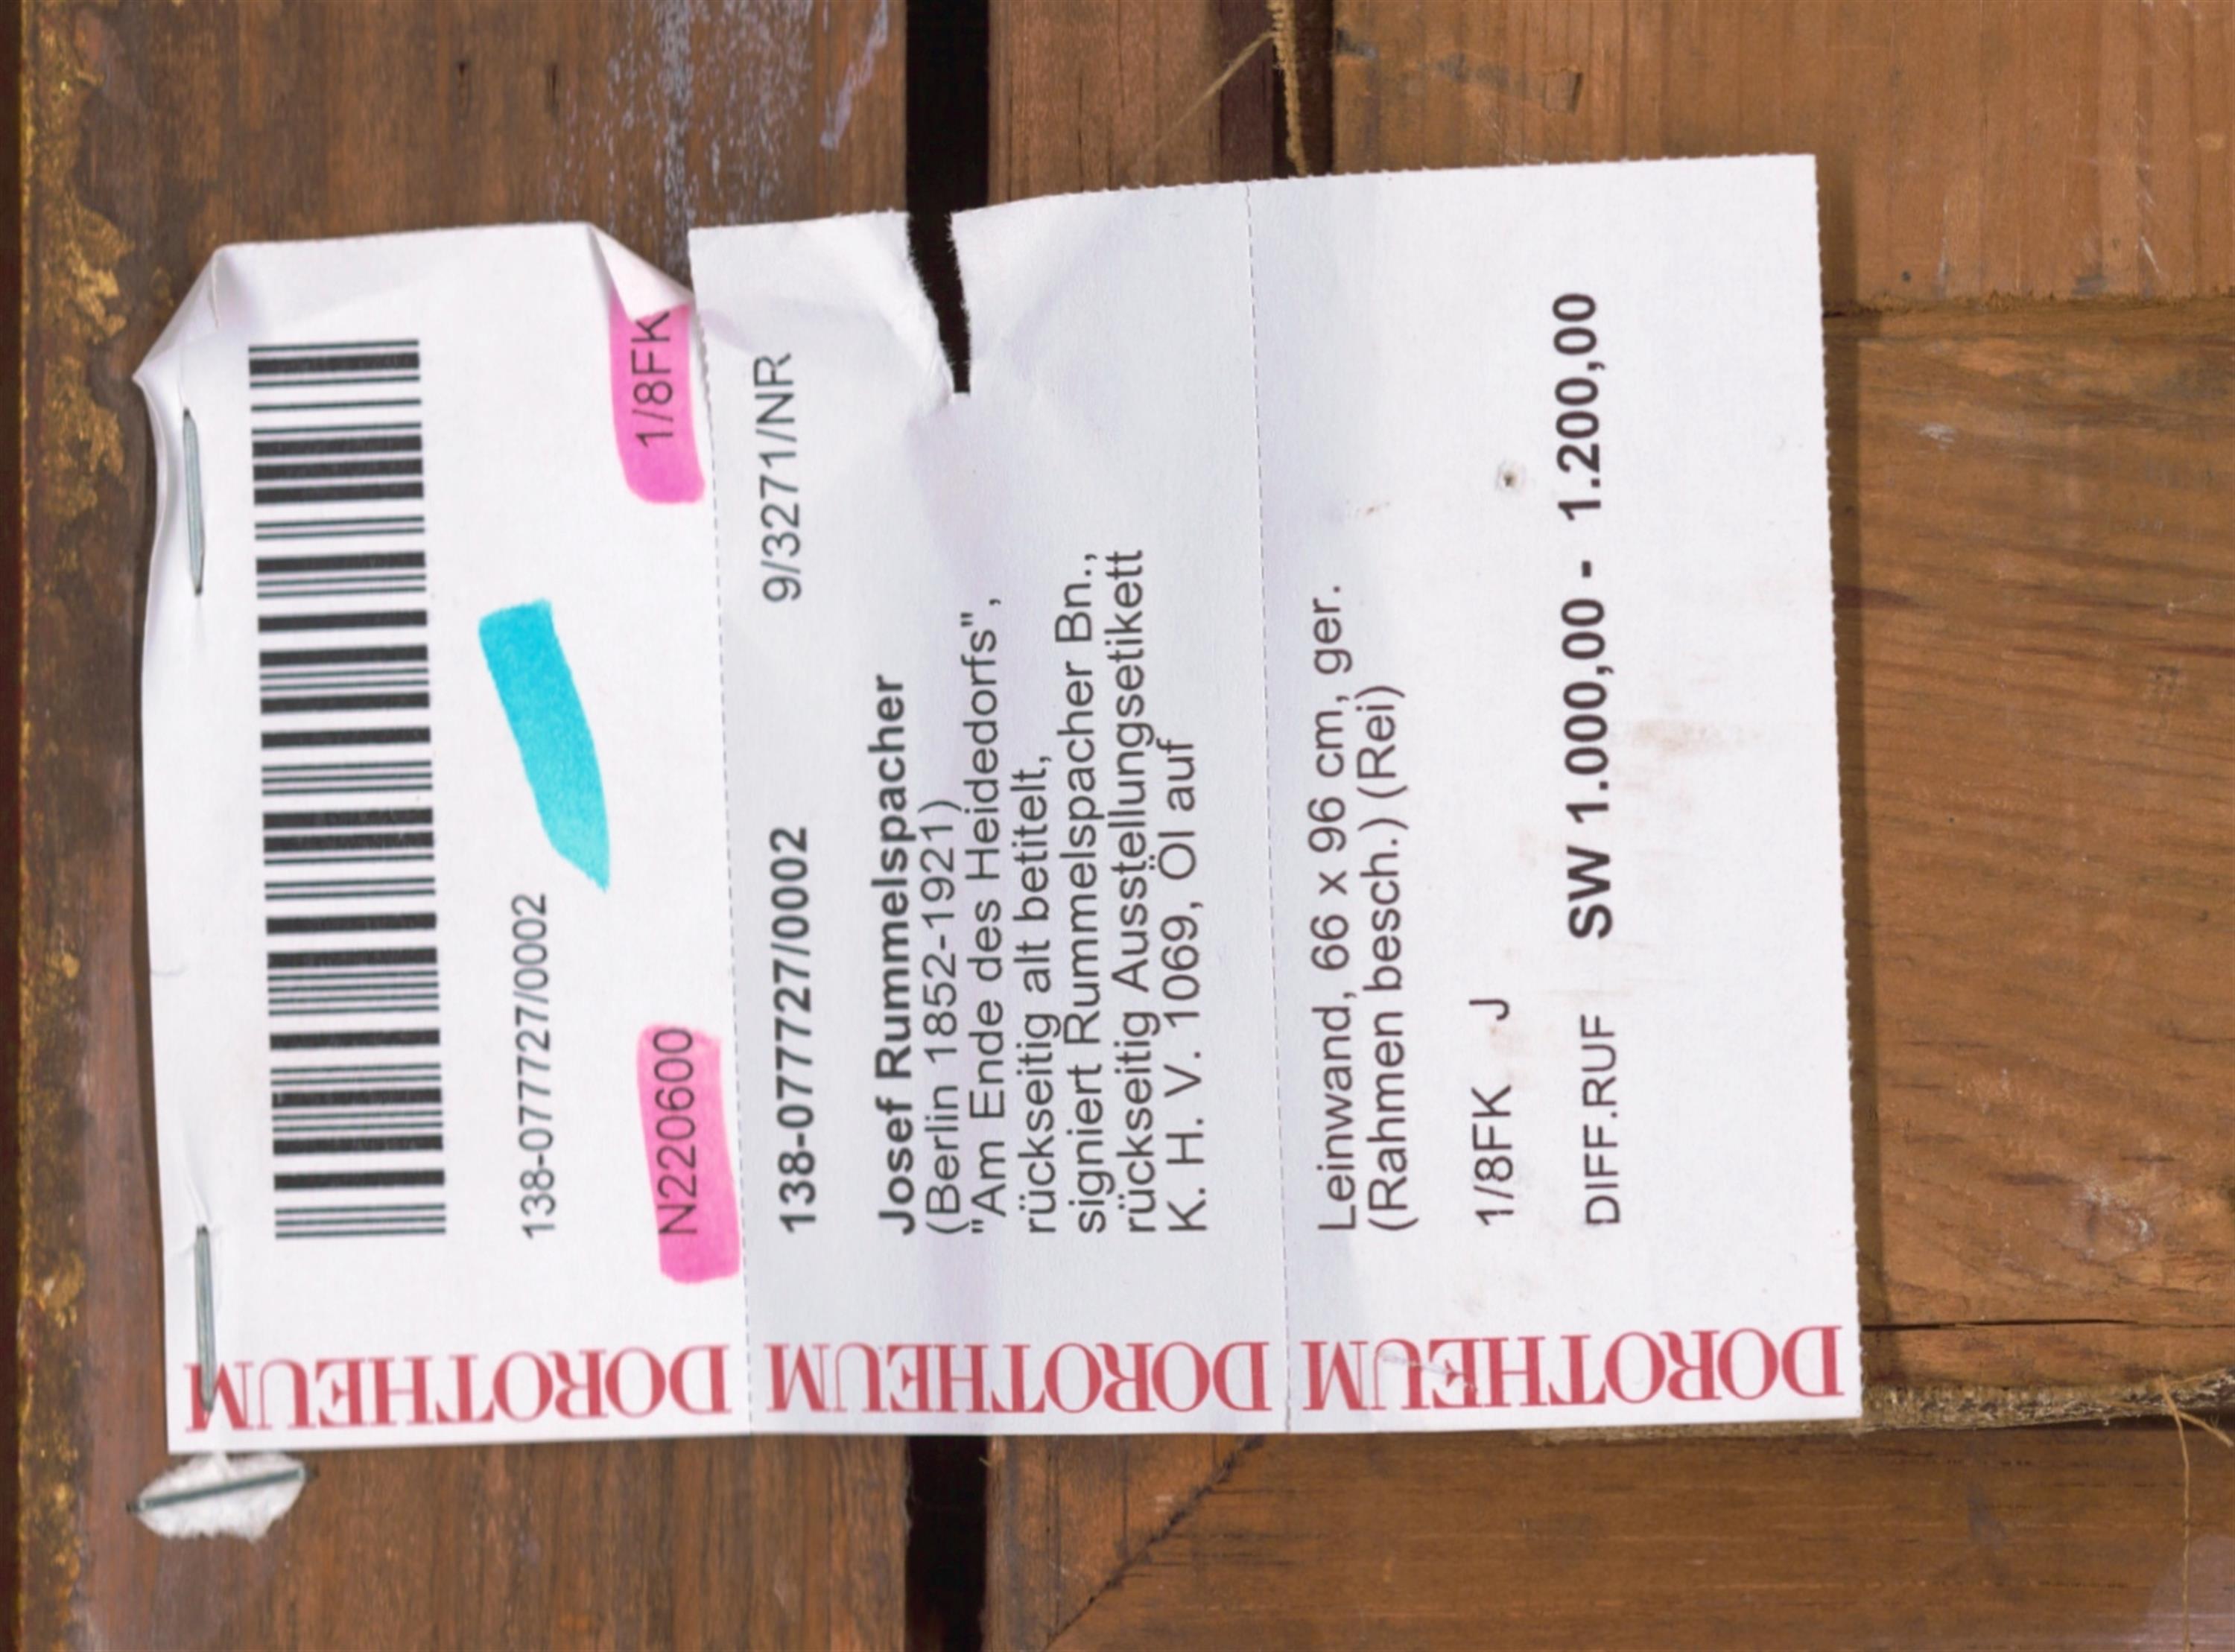 DOROTHEUM
138-077727/0002
N220600 1/8FK
DOROTHEUM
138-077727/0002 9/3271/NR
Josef Rummelspacher
(Berlin 1852-1921)
"Am Ende des Heidedorfs",
rückseitig alt betitelt,
signiert Rummelspacher Bn.,
rückseitig Ausstellungsetikett
K. H. V. 1069, Öl auf
DOROTHEUM
Leinwand, 66 x 96 cm, ger.
(Rahmen besch.) (Rei)
1/8FK J
DIFF.RUF SW 1.000,00 - 1.200,00